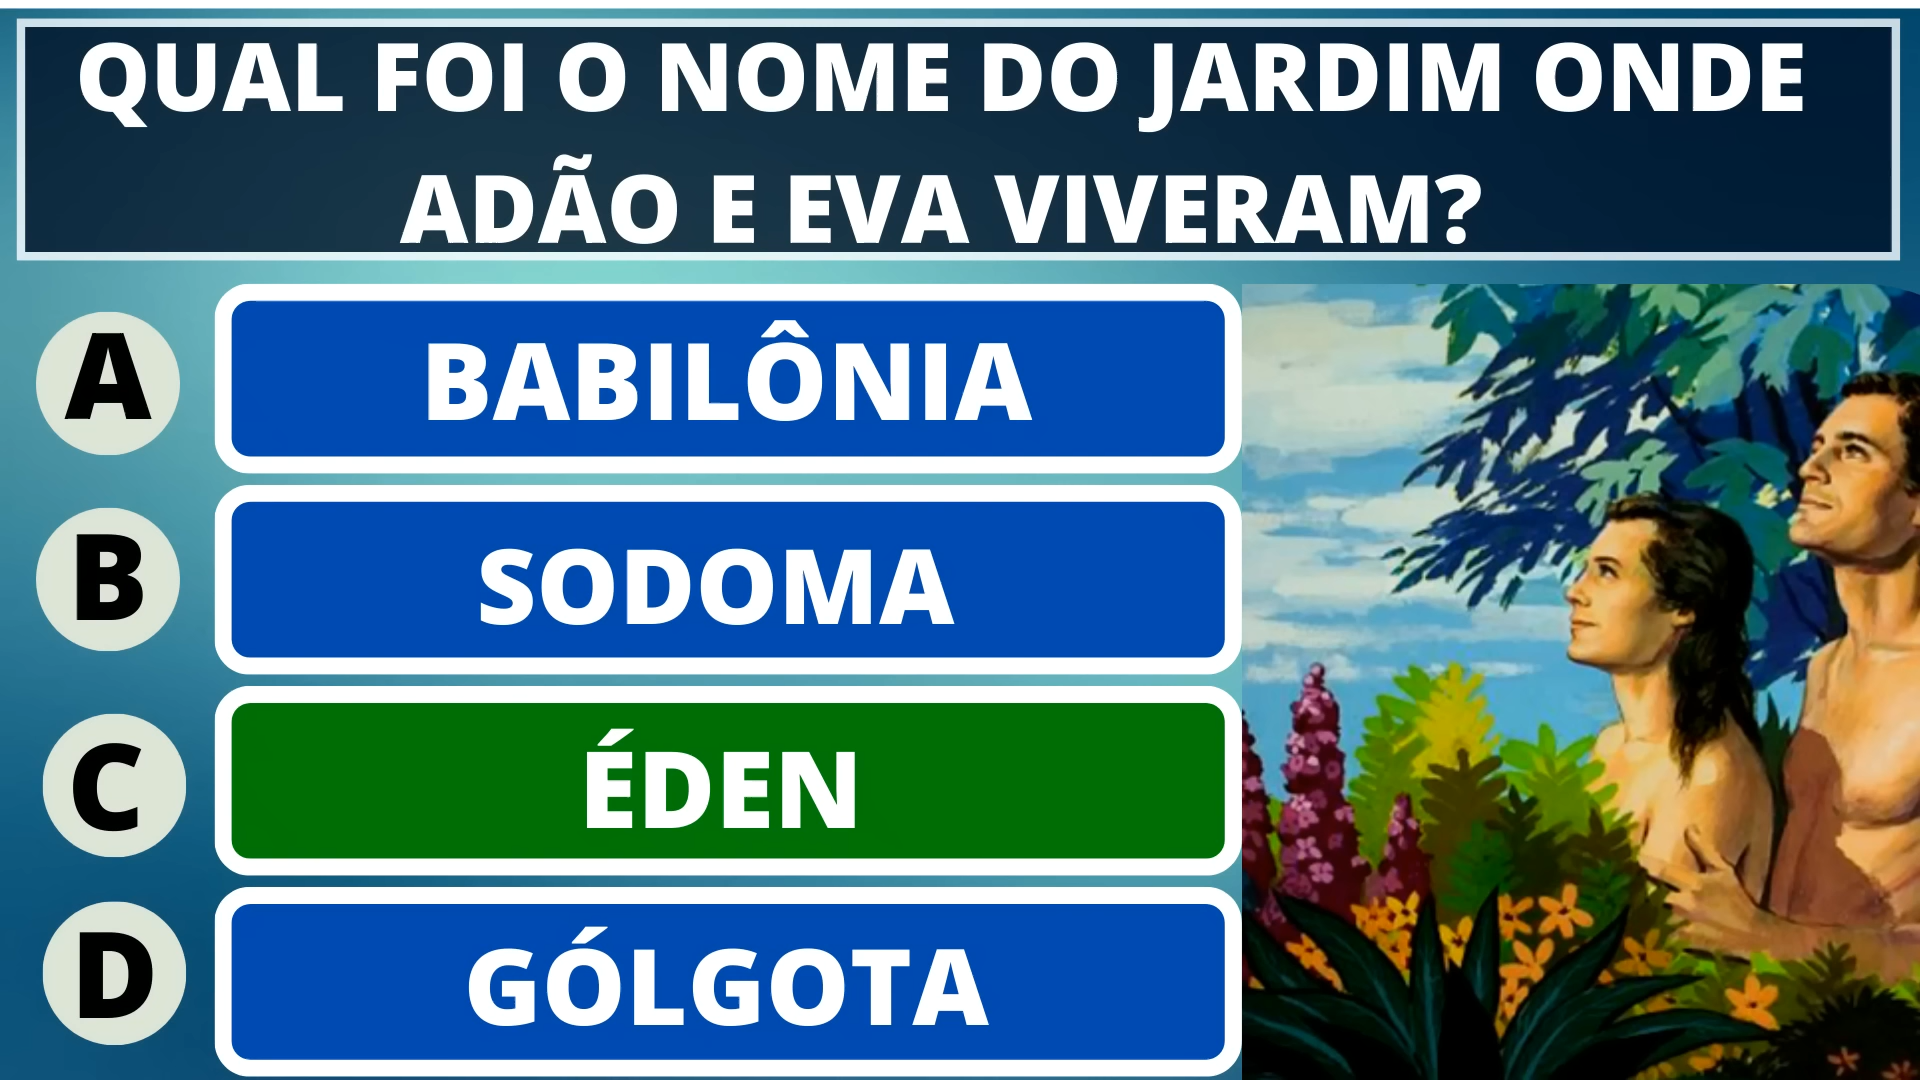 QUAL FOI O NOME DO JARDIM ONDE
ADÃO E EVA VIVERAM?
A
BABILÔNIA
B
SODOMA
C
ÉDEN
D
GÓLGOTA